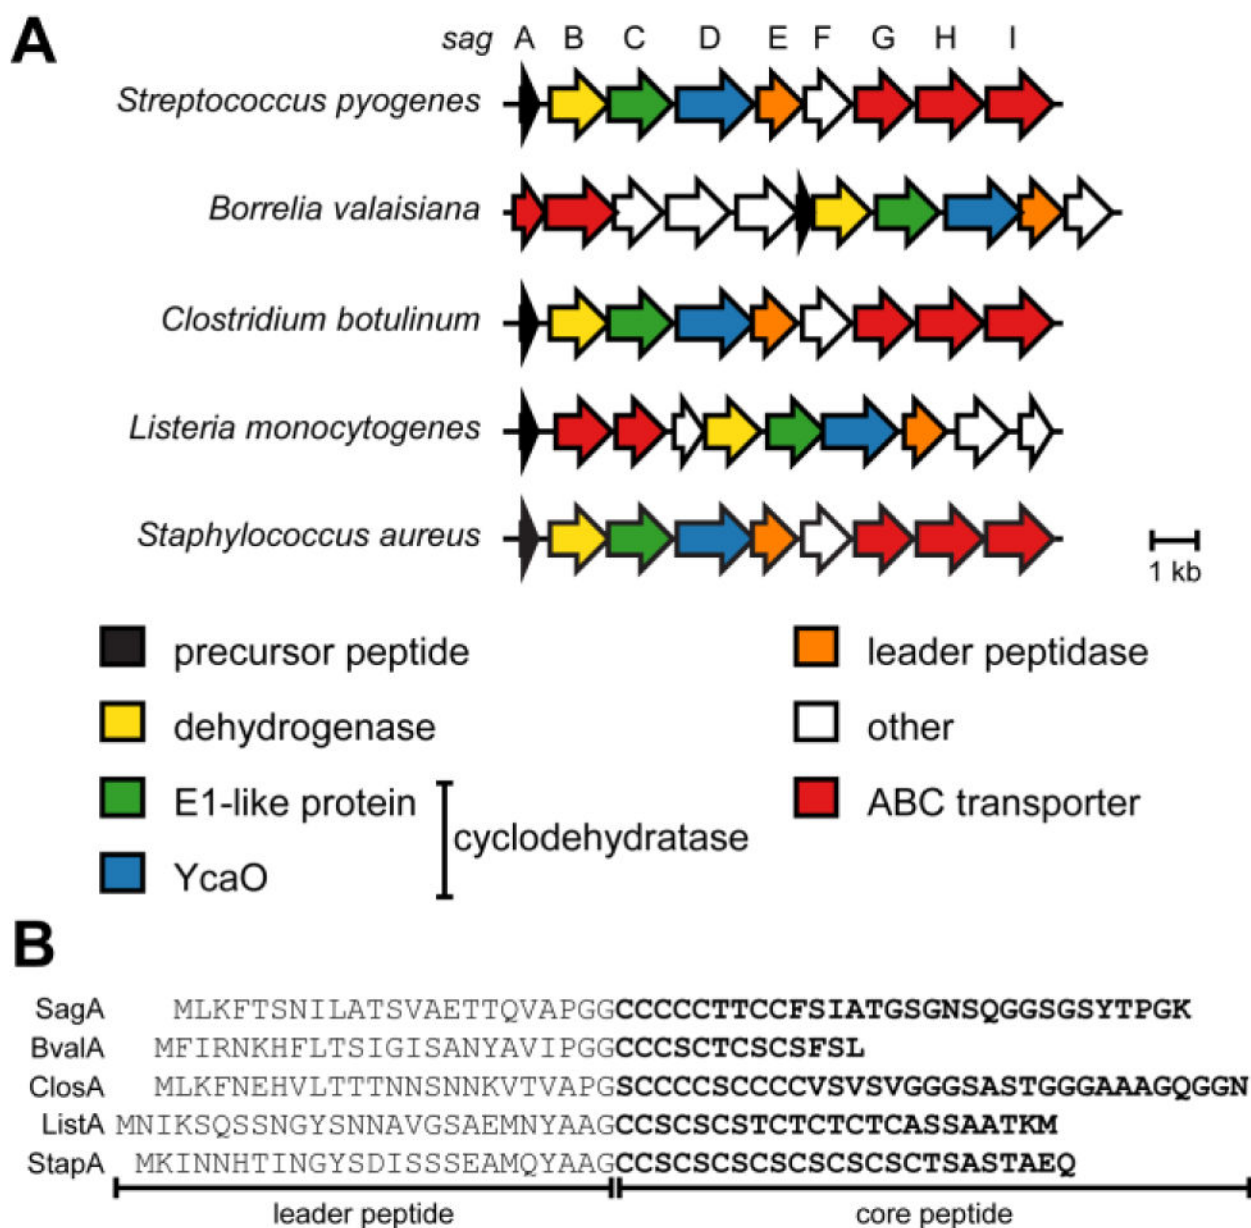 A
sag A B C D E F G H I
Streptococcus pyogenes
Borrelia valaisiana
Clostridium botulinum
Listeria monocytogenes
Staphylococcus aureus
1 kb
precursor peptide
leader peptidase
dehydrogenase
other
E1-like protein
ABC transporter
cyclodehydratase
YcaO
B
SagA MLKFTSNILATSVAETTQVAPGGCCCCCTTCCFSIATGSGNSQGGSGSYTPGK
BvalA MFIRNKHFLTSIGISANYAVIPGGCCCSCTCSCSFSL
ClosA MLKFNEHVLTTTNNSNNKVTVAPGSCCCCSCCCCVSVSVGGGSASTGGGAAAGQGGN
ListA MNIKSQSSNGYSNNAVGSAEMNYAAGCCSCSCSTCTCTCTCASSAATKM
StapA MKINNHTINGYSDISSSEAMQYAAGCCSCSCSCSCSCSCSCTSASTAEQ
leader peptide
core peptide